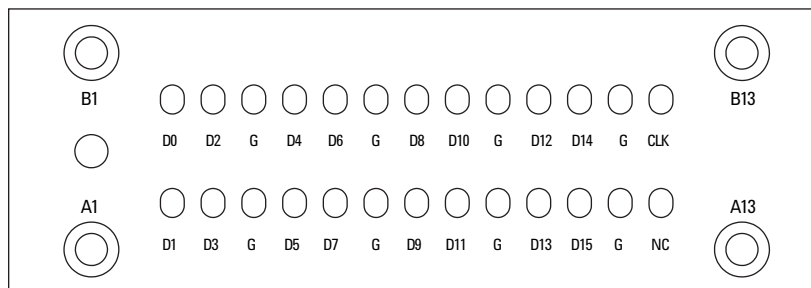 B1 B13
D0 D2 G D4 D6 G D8 D10 G D12 D14 G CLK
A1 A13
D1 D3 G D5 D7 G D9 D11 G D13 D15 G NC